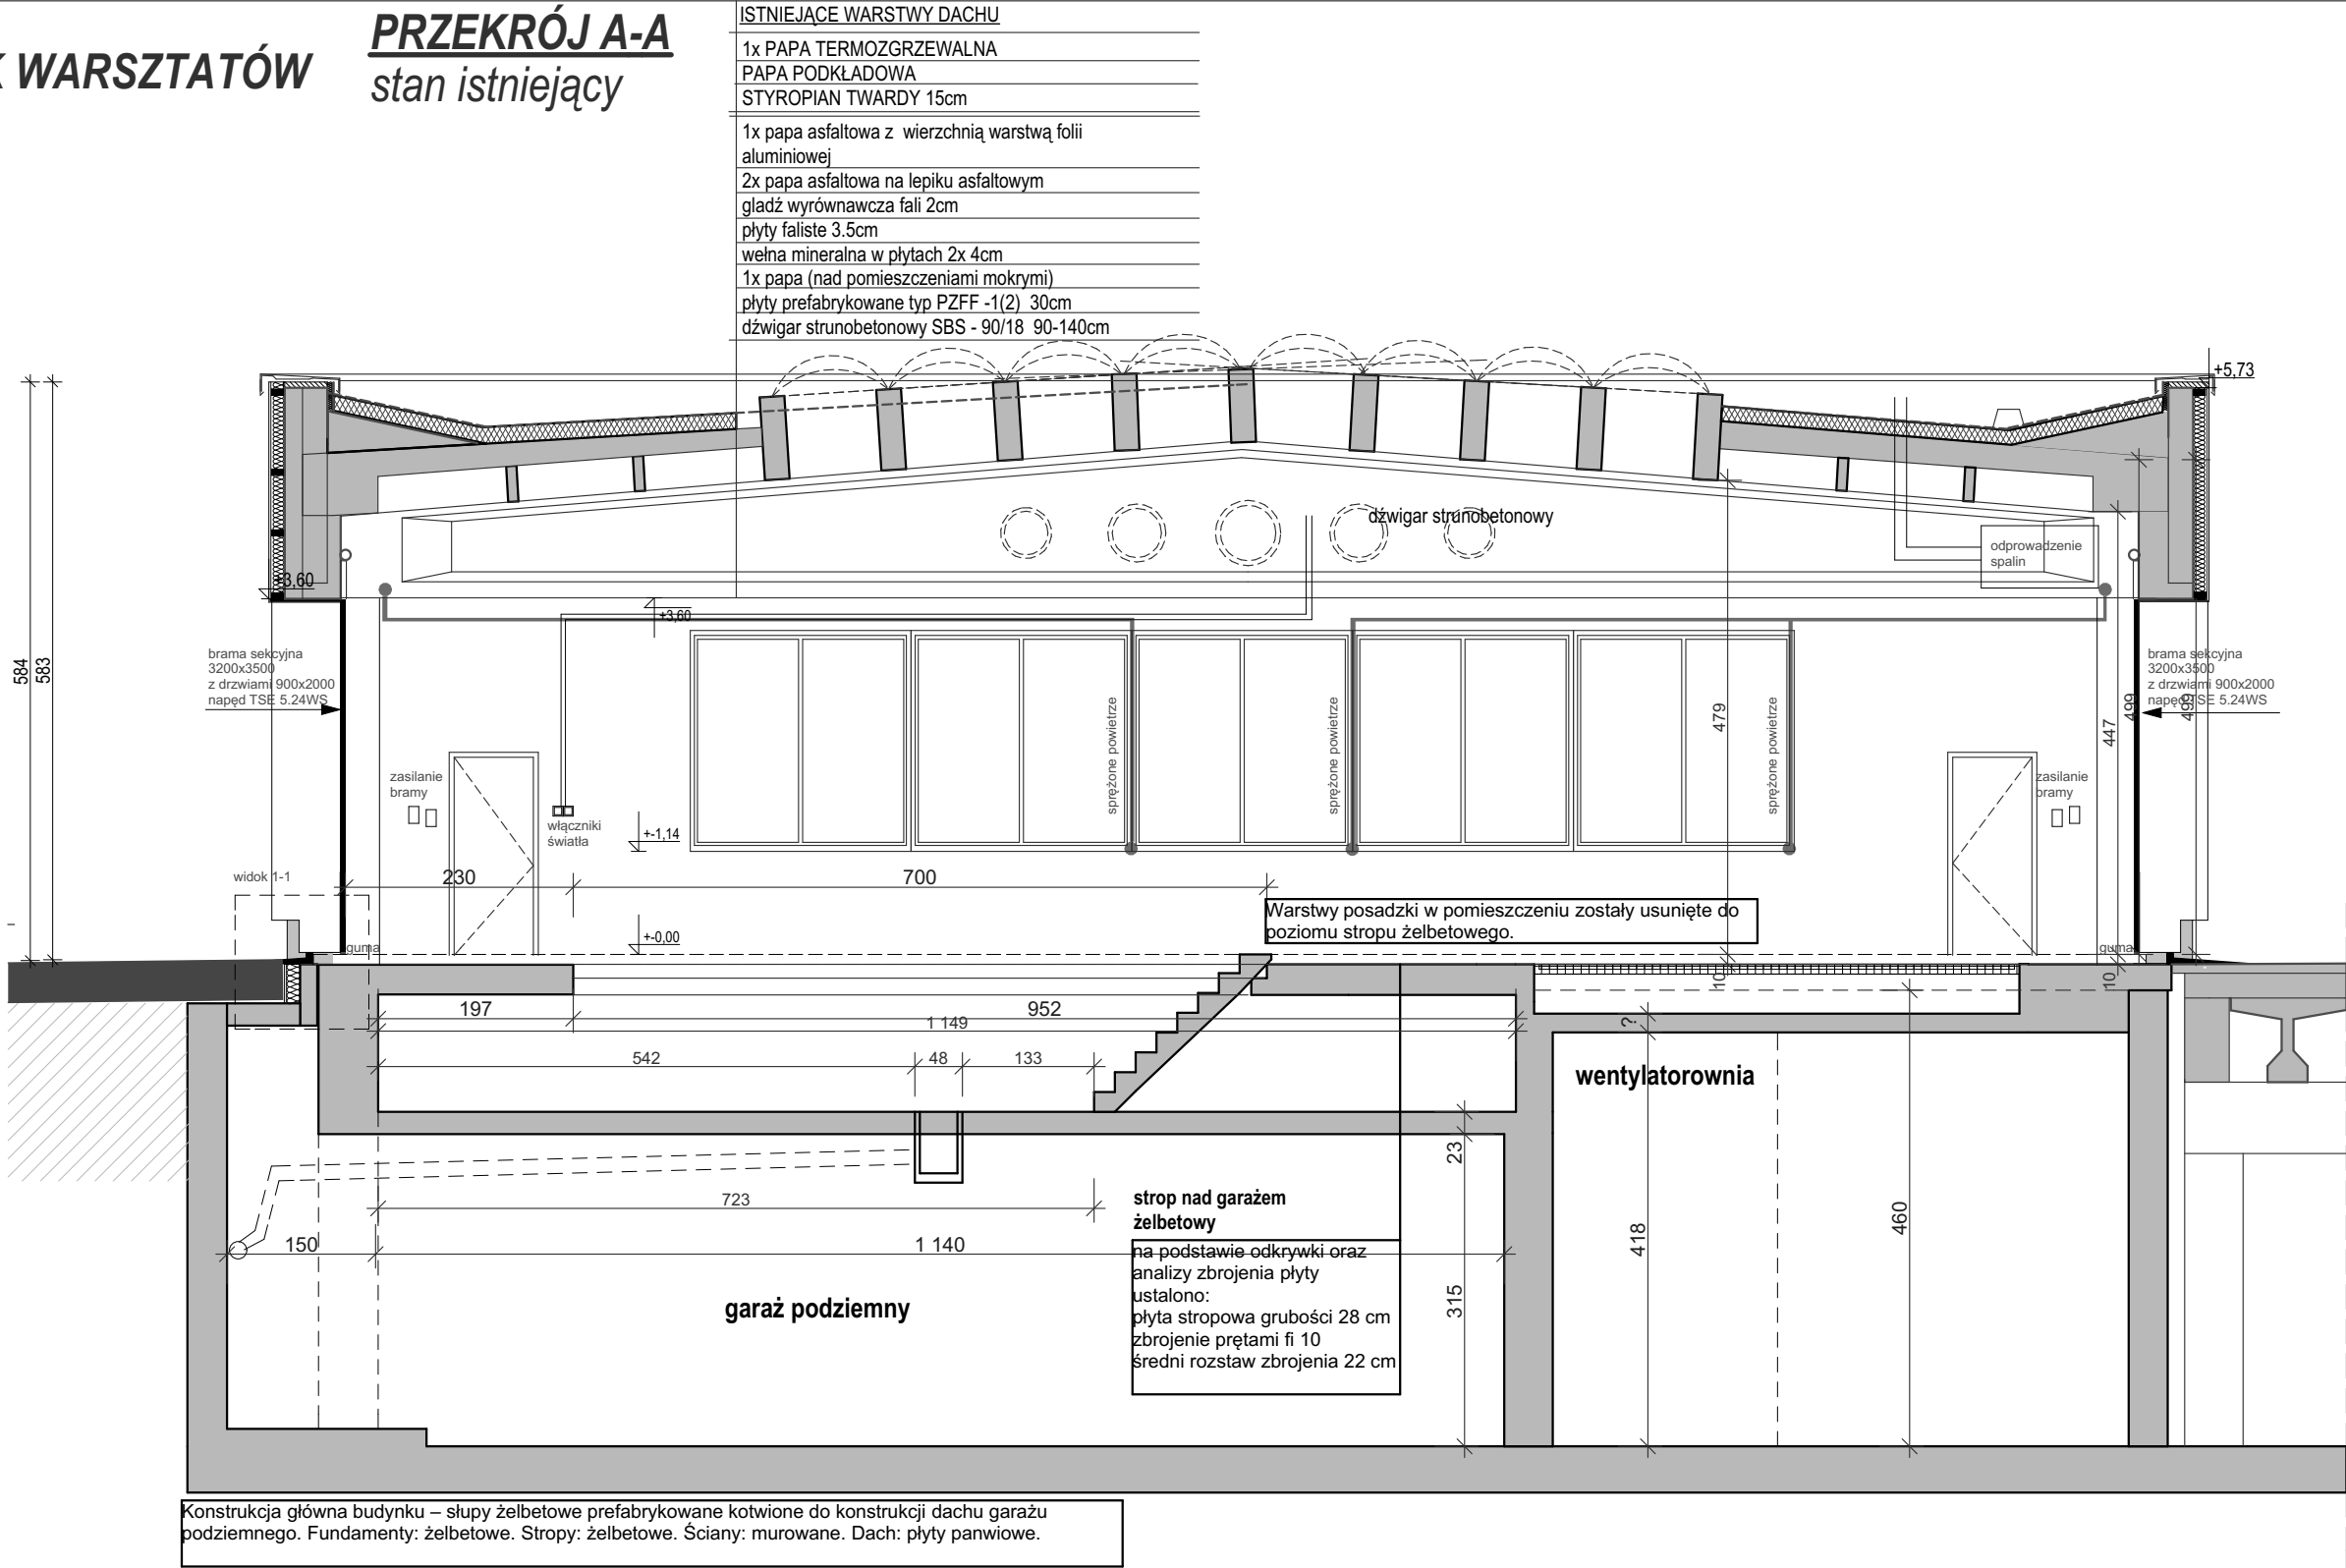 WARSZTATÓW
PRZEKRÓJ A-A
stan istniejący
ISTNIEJĄCE WARSTWY DACHU
1x PAPA TERMOZGRZEWALNA
PAPA PODKŁADOWA
STYROPIAN TWARDY 15cm
1x papa asfaltowa z wierzchnią warstwą folii
aluminiowej
2x papa asfaltowa na lepiku asfaltowym
gladź wyrównawcza fali 2cm
płyty faliste 3.5cm
wełna mineralna w płytach 2x 4cm
1x papa (nad pomieszczeniami mokrymi)
płyty prefabrykowane typ PZFF -1(2) 30cm
dźwigar strunobetonowy SBS - 90/18 90-140cm
+5,73
dźwigar strunobetonowy
odprowadzenie
spalin
+3,60
+3,60
584
583
brama sekcyjna
3200x3500
z drzwiami 900x2000
napęd TSE 5.24WS
brama sekcyjna
3200x3500
z drzwiami 900x2000
napęd TSE 5.24WS
sprężone powietrze
sprężone powietrze
sprężone powietrze
479
447
499
499
zasilanie
bramy
włączniki
światła
zasilanie
bramy
+-1,14
widok 1-1
230
700
+-0,00
Warstwy posadzki w pomieszczeniu zostały usunięte do
poziomu stropu żelbetowego.
guma
guma
10
10
197
952
1 149
?
542
48
133
wentylatorownia
23
723
strop nad garażem
żelbetowy
418
460
150
1 140
na podstawie odkrywki oraz
analizy zbrojenia płyty
ustalono:
płyta stropowa grubości 28 cm
zbrojenie prętami fi 10
średni rozstaw zbrojenia 22 cm
315
garaż podziemny
Konstrukcja główna budynku – słupy żelbetowe prefabrykowane kotwione do konstrukcji dachu garażu
podziemnego. Fundamenty: żelbetowe. Stropy: żelbetowe. Ściany: murowane. Dach: płyty panwiowe.